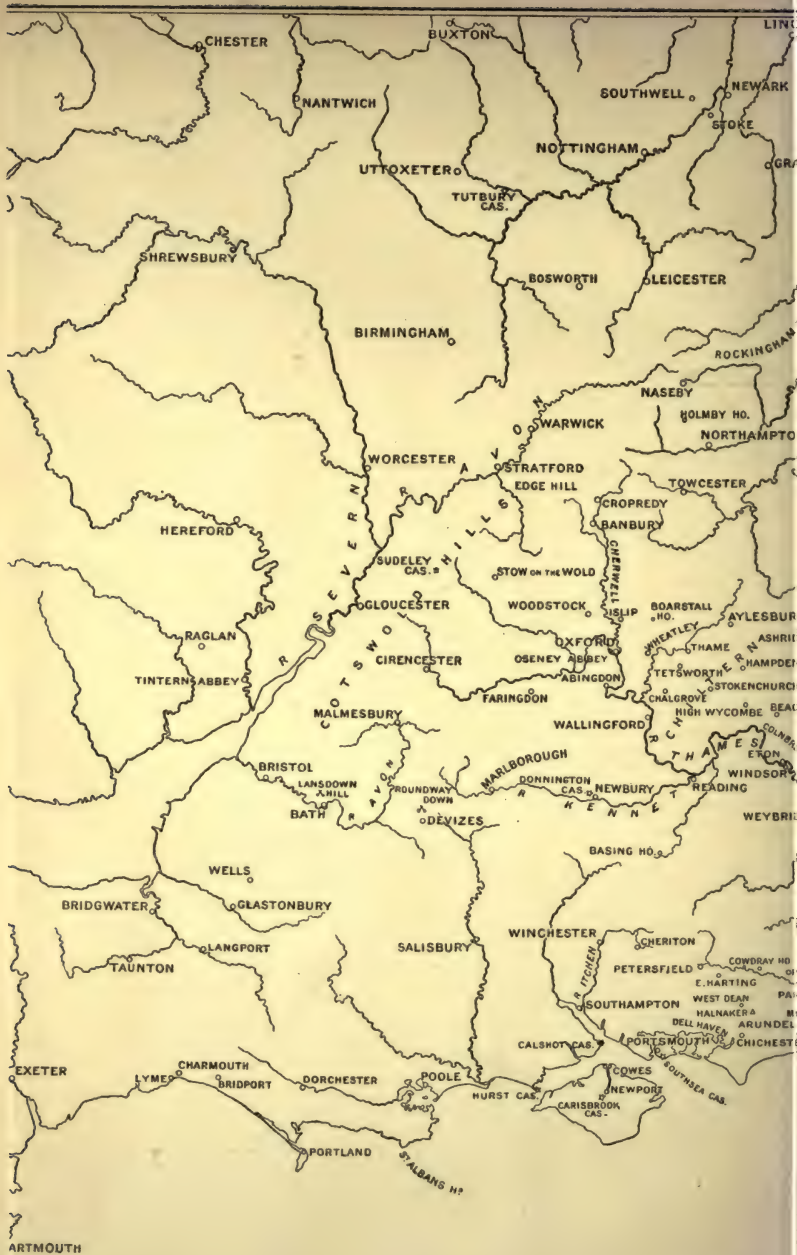 CHESTER
BUXTON
LINC
NANTWICH
SOUTHWELL
NEWARK
STOKE
NOTTINGHAM
UTTOXETER
GRA
TUTBURY
CAS.
SHREWSBURY
BOSWORTH
LEICESTER
BIRMINGHAM
ROCKINGHAM
NASEBY
HOLMBY HO.
WARWICK
NORTHAMPTO
WORCESTER
R AVON
STRATFORD
EDGE HILL
TOWCESTER
CROPREDY
BANBURY
HEREFORD
R SEVERN
CHERWELL
SUDELEY
CAS.
STOW ON THE WOLD
COTSWOLD HILLS
GLOUCESTER
WOODSTOCK
ISLIP
BOARSTALL
HO.
AYLESBUR
RAGLAN
WHEATLEY
THAME
ASHRI
OXFORD
OSENEY ABBEY
CIRENCESTER
TETSWORTH
HAMPDEN
TINTERN ABBEY
ABINGDON
CHILTERN
FARINGDON
CHALGROVE
STOKENCHURCH
HIGH WYCOMBE
BEAC
MALMESBURY
WALLINGFORD
COLNBR
R THAMES
ETON
BRISTOL
LANSDOWN
HILL
R AVON
ROUNDWAY
DOWN
MARLBOROUGH
DONNINGTON
CAS.
NEWBURY
WINDSOR
READING
BATH
R KENNET
DEVIZES
WEYBRI
BASING HO.
WELLS
BRIDGWATER
GLASTONBURY
WINCHESTER
CHERITON
LANGPORT
SALISBURY
TAUNTON
R ITCHEN
PETERSFIELD
COWDRAY HO
E. HARTING
WEST DEAN
SOUTHAMPTON
HALNAKER
DELL HAVEN
ARUNDEL
CALSHOT CAS.
PORTSMOUTH
CHICHEST
EXETER
CHARMOUTH
LYME
BRIDPORT
DORCHESTER
POOLE
COWES
SOUTHSEA CAS.
HURST CAS.
NEWPORT
CARISBROOK
CAS.
PORTLAND
ST ALBANS HD.
ARTMOUTH